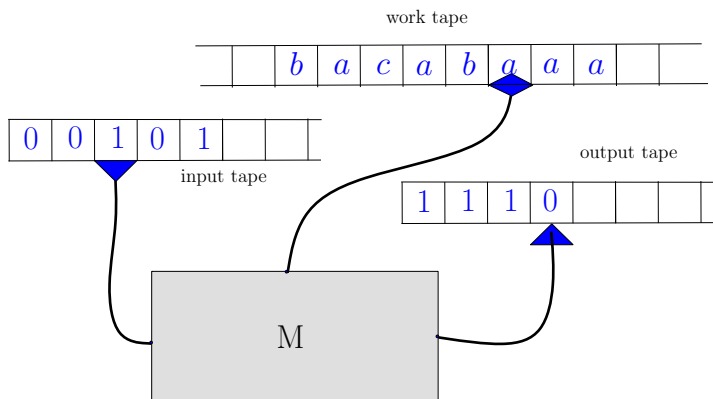 work tape
b a c a b a a a
0 0 1 0 1
input tape
output tape
1 1 1 0
M